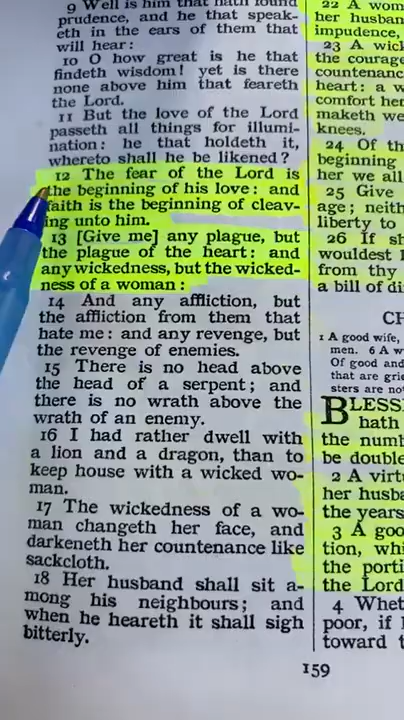 9 Well is him that hath found
prudence, and he that speak-
eth in the ears of them that
will hear:
10 O how great is he that
findeth wisdom! yet is there
none above him that feareth
the Lord.
11 But the love of the Lord
passeth all things for illumi-
nation: he that holdeth it,
whereto shall he be likened?
12 The fear of the Lord is
the beginning of his love: and
faith is the beginning of cleav-
ing unto him.
13 [Give me] any plague, but
the plague of the heart: and
any wickedness, but the wicked-
ness of a woman:
14 And any affliction, but
the affliction from them that
hate me: and any revenge, but
the revenge of enemies.
15 There is no head above
the head of a serpent; and
there is no wrath above the
wrath of an enemy.
16 I had rather dwell with
a lion and a dragon, than to
keep house with a wicked wo-
man.
17 The wickedness of a wo-
man changeth her face, and
darkeneth her countenance like
sackcloth.
18 Her husband shall sit a-
mong his neighbours; and
when he heareth it shall sigh
bitterly.
22 A wom
her husban
impudence,
23 A wick
the courage
countenanc
heart: a w
comfort her
maketh we
knees.
24 Of th
beginning
her we all
25 Give
age; neith
liberty to
26 If sh
wouldest
from thy
a bill of di
CH
1 A good wife,
men. 6 A w
Of good and
that are grie
sters are not
BLESSE
hath
the numb
be double
2 A virtu
her husba
the years
3 A goo
tion, whi
the porti
the Lord
4 Whet
poor, if
toward t
159